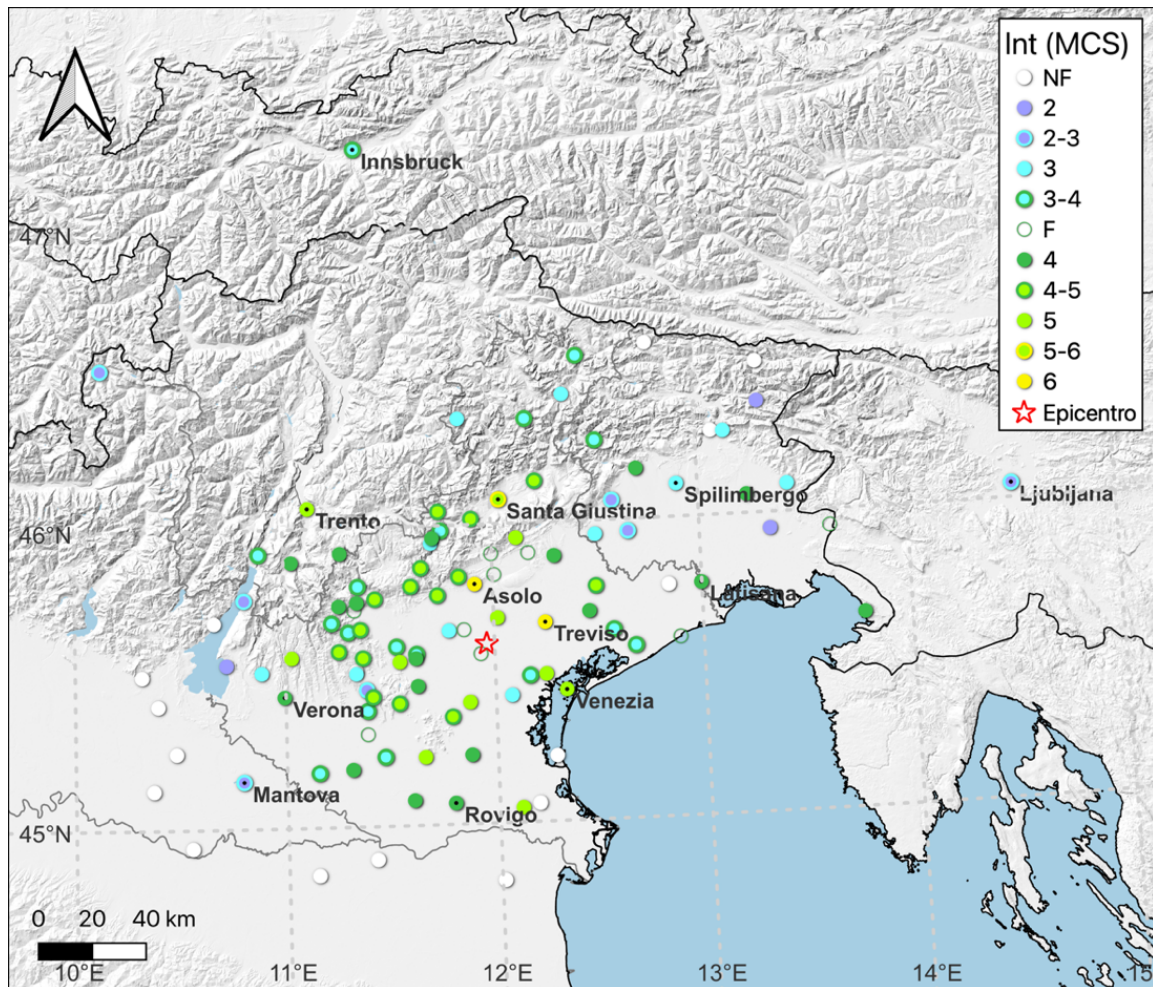 Int (MCS)
NF
2
2-3
3
3-4
F
4
4-5
5
5-6
6
Epicentro
Innsbruck
47°N
Ljubljana
Spilimbergo
Santa Giustina
Trento
46°N
Asolo
Latisana
Treviso
Venezia
Verona
Mantova
Rovigo
45°N
0 20 40 km
10°E 11°E 12°E 13°E 14°E 15